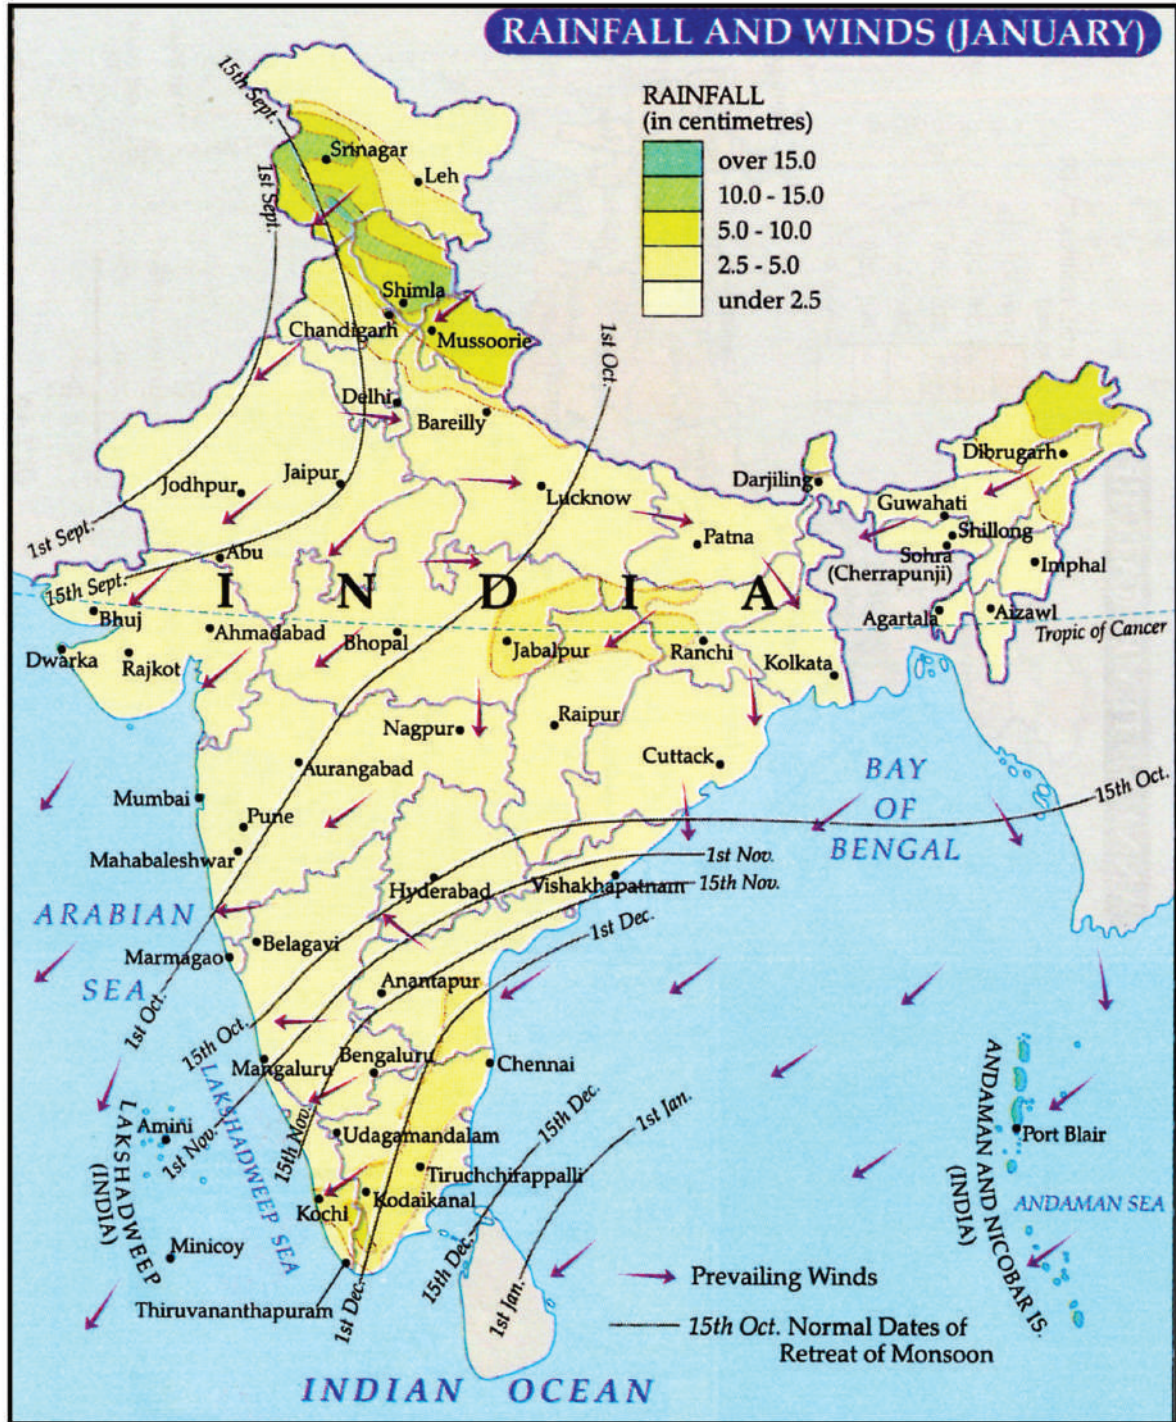 RAINFALL AND WINDS (JANUARY)
RAINFALL
(in centimetres)
over 15.0
10.0 - 15.0
5.0 - 10.0
2.5 - 5.0
under 2.5
15th Sept.
1st Sept.
Srinagar
Leh
Shimla
Chandigarh
Mussoorie
1st Oct.
Delhi
Bareilly
Jodhpur
Jaipur
Lucknow
Darjiling
Dibrugarh
Guwahati
Shillong
Sohra
(Cherrapunji)
Imphal
Patna
1st Sept.
Abu
15th Sept.
INDIA
Bhuj
Ahmadabad
Bhopal
Jabalpur
Ranchi
Agartala
Aizawl
Tropic of Cancer
Dwarka
Rajkot
Kolkata
Nagpur
Raipur
Cuttack
Aurangabad
Mumbai
Pune
Mahabaleshwar
BAY
OF
BENGAL
15th Oct.
1st Nov.
15th Nov.
1st Dec.
Hyderabad
Vishakhapatnam
ARABIAN
SEA
Belagavi
Marmagao
Anantapur
1st Oct.
15th Oct.
Mangaluru
Bengaluru
Chennai
LAKSHADWEEP SEA
LAKSHADWEEP
(INDIA)
Amini
1st Nov.
15th Nov.
Udagamandalam
Tiruchchirappalli
15th Dec.
1st Jan.
Kochi
Kodaikanal
Minicoy
Thiruvananthapuram
1st Dec.
15th Dec.
1st Jan.
Port Blair
ANDAMAN AND NICOBAR IS.
(INDIA)
ANDAMAN SEA
Prevailing Winds
15th Oct. Normal Dates of
Retreat of Monsoon
INDIAN OCEAN